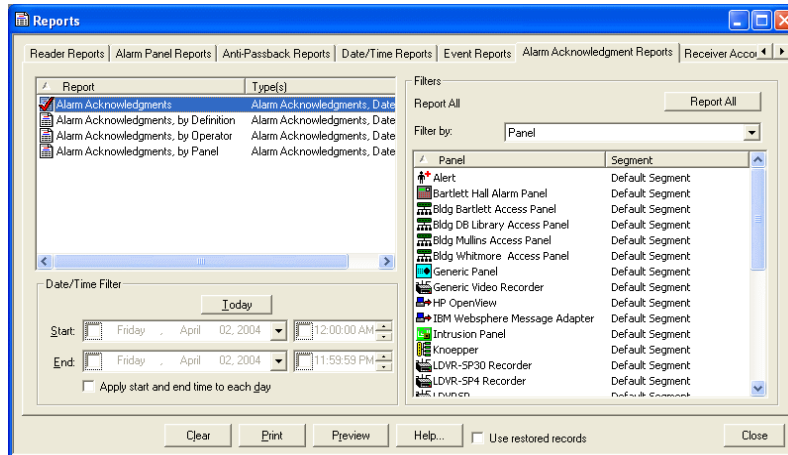 Reports
Reader Reports Alarm Panel Reports Anti-Passback Reports Date/Time Reports Event Reports Alarm Acknowledgment Reports Receiver Accou
Report Type(s)
Alarm Acknowledgments Alarm Acknowledgments, Date
Alarm Acknowledgments, by Definition Alarm Acknowledgments, Date
Alarm Acknowledgments, by Operator Alarm Acknowledgments, Date
Alarm Acknowledgments, by Panel Alarm Acknowledgments, Date
Date/Time Filter
Today
Start: Friday , April 02, 2004 12:00:00 AM
End: Friday , April 02, 2004 11:59:59 PM
Apply start and end time to each day
Filters
Report All Report All
Filter by: Panel
Panel Segment
Alert Default Segment
Bartlett Hall Alarm Panel Default Segment
Bldg Bartlett Access Panel Default Segment
Bldg DB Library Access Panel Default Segment
Bldg Mullins Access Panel Default Segment
Bldg Whitmore Access Panel Default Segment
Generic Panel Default Segment
Generic Video Recorder Default Segment
HP OpenView Default Segment
IBM Websphere Message Adapter Default Segment
Intrusion Panel Default Segment
Knoepper Default Segment
LDVR-SP30 Recorder Default Segment
LDVR-SP4 Recorder Default Segment
LDVRSP Default Segment
Clear Print Preview Help... Use restored records Close